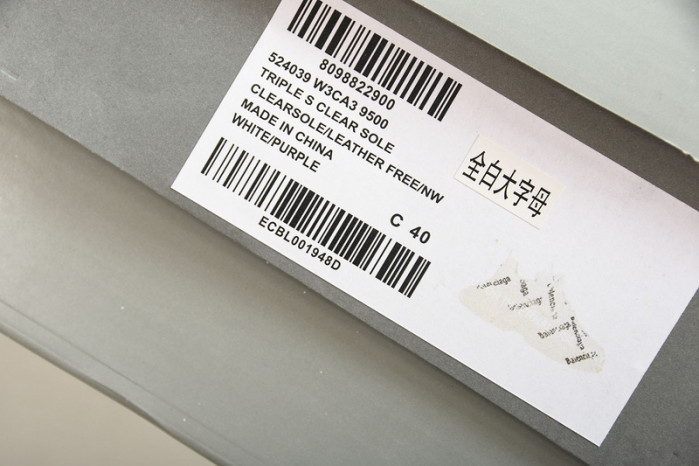 8098822900
524039 W3CA3 9500
TRIPLE S CLEAR SOLE
CLEARSOLE/LEATHER FREE/NW
MADE IN CHINA
WHITE/PURPLE
C 40
ECBL001948D
全白大字母
Balenciaga